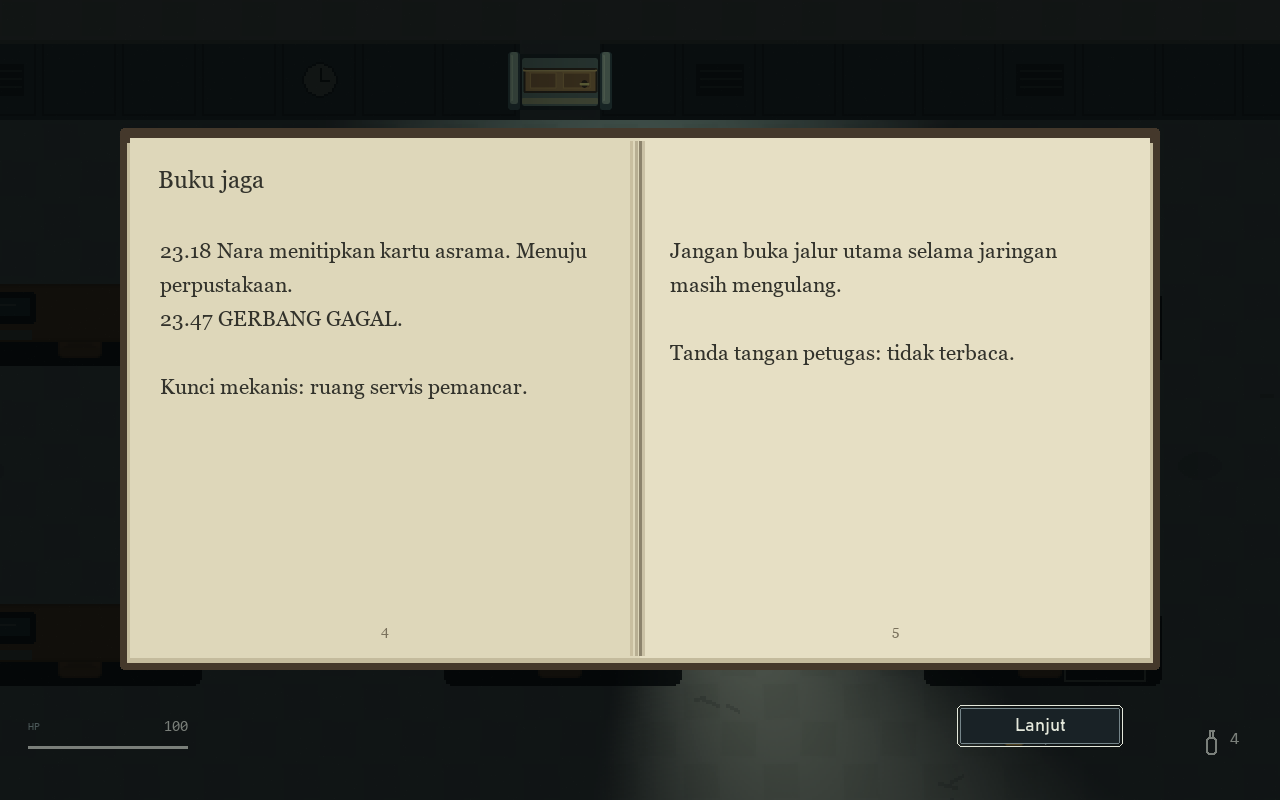 Buku jaga
23.18 Nara menitipkan kartu asrama. Menuju
perpustakaan.
23.47 GERBANG GAGAL.
Kunci mekanis: ruang servis pemancar.
4
Jangan buka jalur utama selama jaringan
masih mengulang.
Tanda tangan petugas: tidak terbaca.
5
HP 100
Lanjut
4